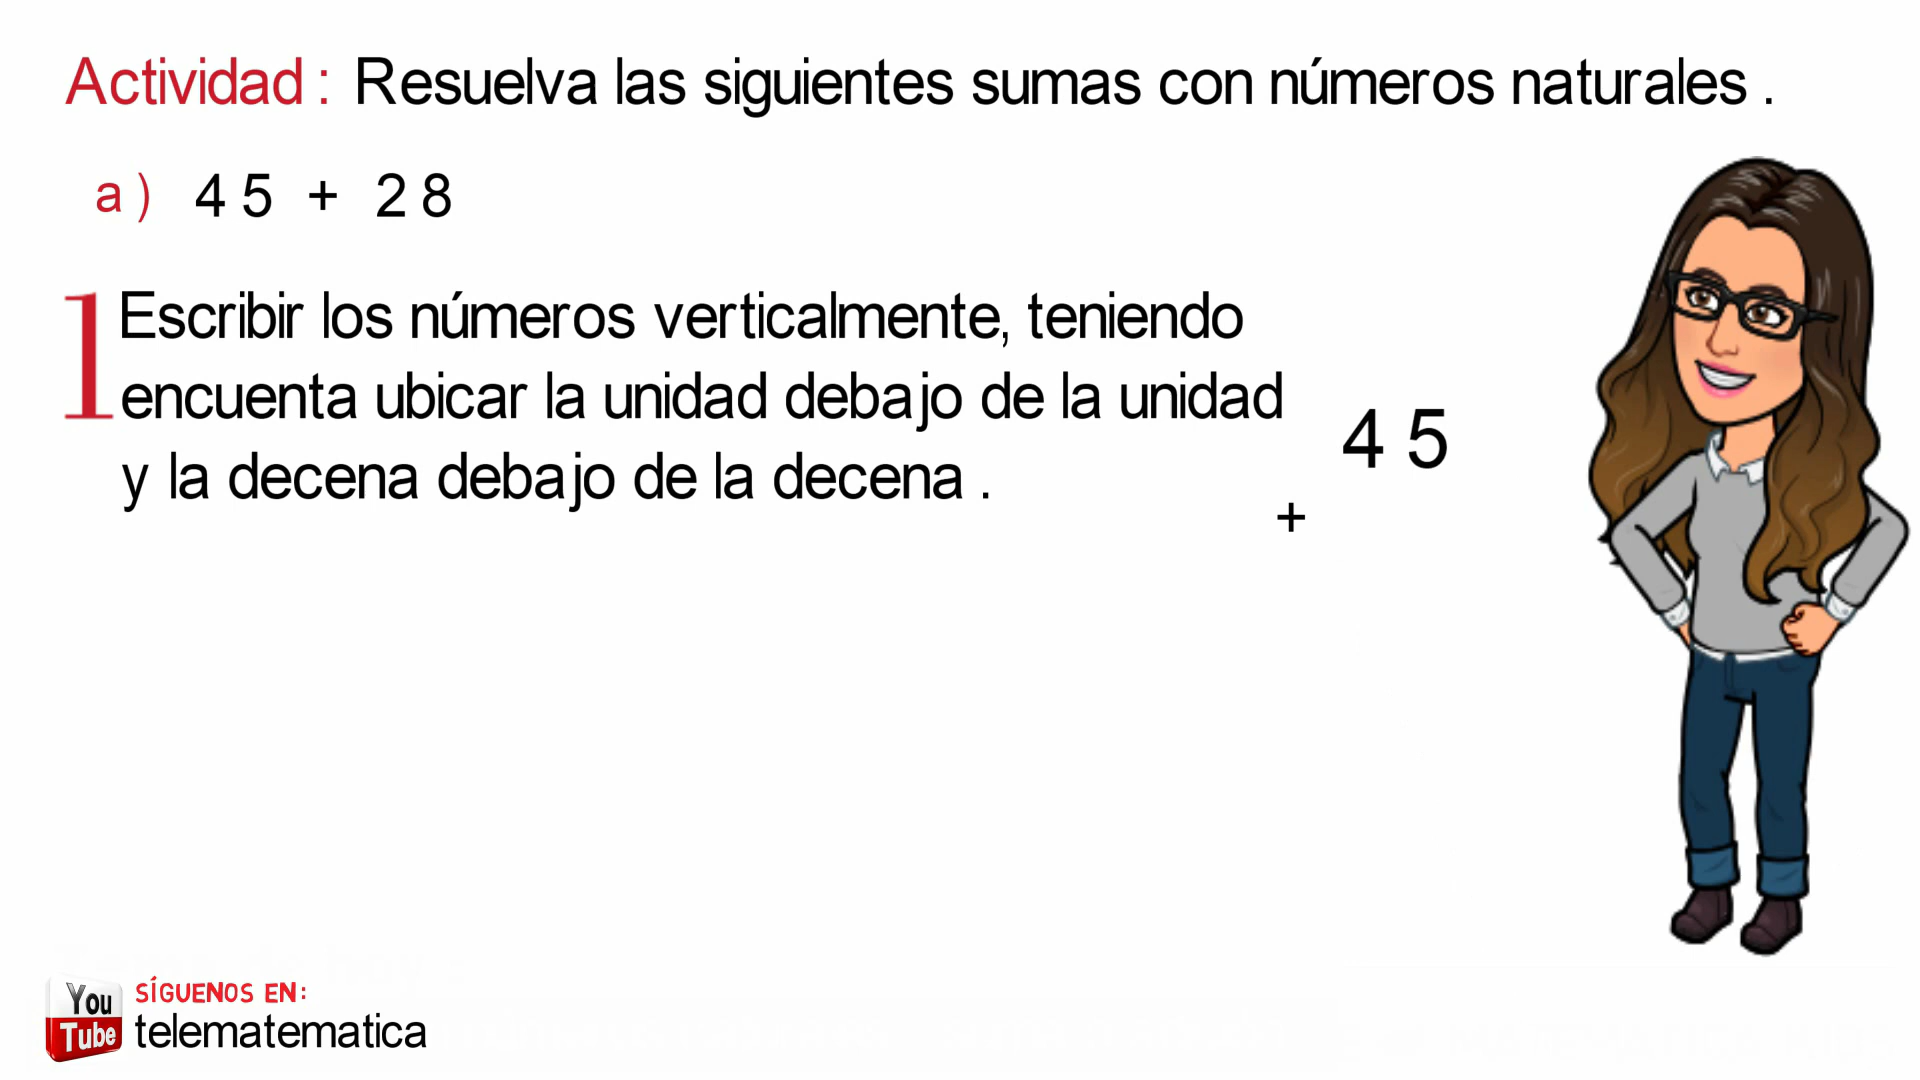 Actividad : Resuelva las siguientes sumas con números naturales .
a ) 4 5 + 2 8
1 Escribir los números verticalmente, teniendo
encuenta ubicar la unidad debajo de la unidad
y la decena debajo de la decena .
4 5
+
You
Tube
SÍGUENOS EN:
telematematica